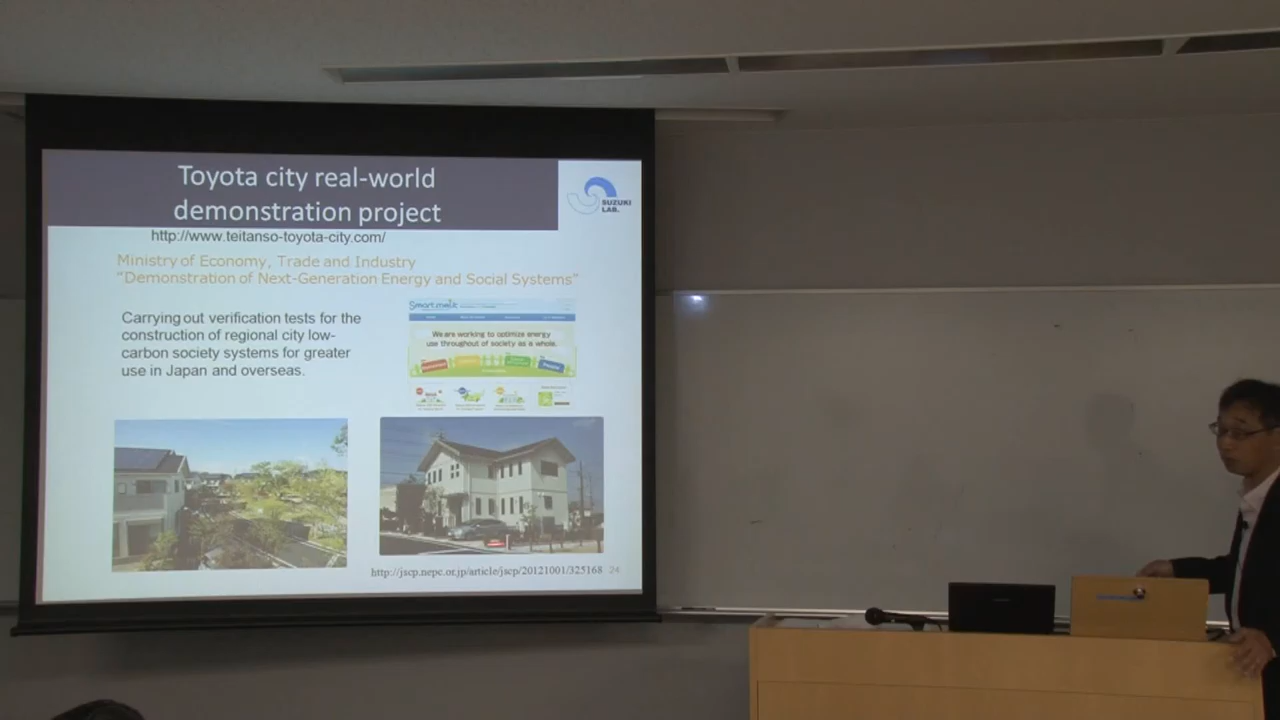 Toyota city real-world
demonstration project
SUZUKI
LAB.
http://www.teitanso-toyota-city.com/
Ministry of Economy, Trade and Industry
“Demonstration of Next-Generation Energy and Social Systems”
Carrying out verification tests for the
construction of regional city low-
carbon society systems for greater
use in Japan and overseas.
We are working to optimize energy
use throughout of society as a whole.
http://jscp.nepc.or.jp/article/jscp/20121001/325168
24